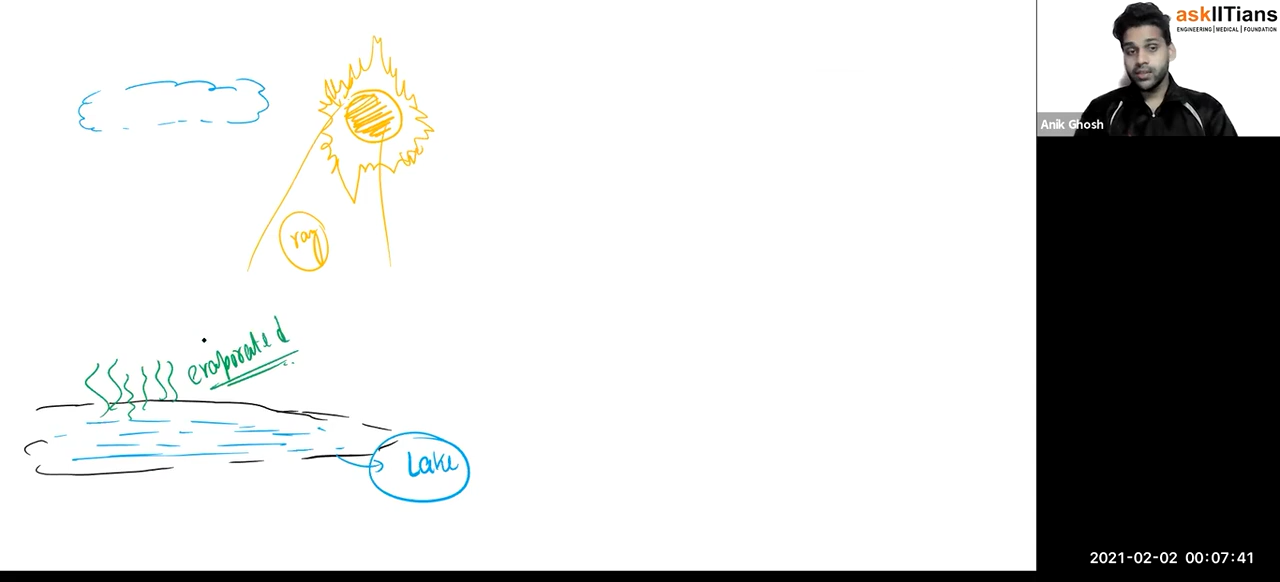 askIITians
ENGINEERING | MEDICAL | FOUNDATION
Anik Ghosh
ray
evaporated
Lake
2021-02-02 00:07:41